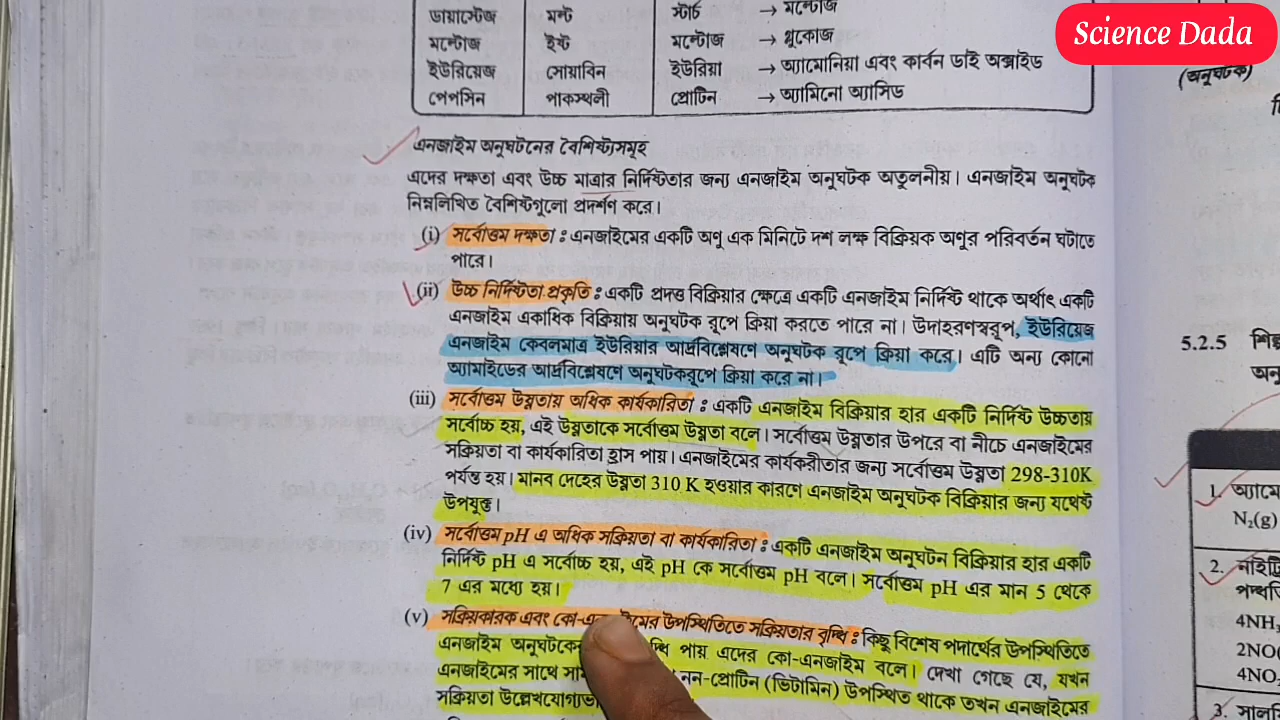 Science Dada
ডায়াস্টেজ মল্ট স্টার্চ → মল্টোজ
মল্টোজ ইস্ট মল্টোজ → গ্লুকোজ
ইউরিয়েজ সোয়াবিন ইউরিয়া → অ্যামোনিয়া এবং কার্বন ডাই অক্সাইড
পেপসিন পাকস্থলী প্রোটিন → অ্যামিনো অ্যাসিড
এনজাইম অনুঘটনের বৈশিষ্ট্যসমূহ
এদের দক্ষতা এবং উচ্চ মাত্রার নির্দিষ্টতার জন্য এনজাইম অনুঘটক অতুলনীয়। এনজাইম অনুঘটক
নিম্নলিখিত বৈশিষ্টগুলো প্রদর্শণ করে।
(i) সর্বোত্তম দক্ষতা : এনজাইমের একটি অণু এক মিনিটে দশ লক্ষ বিক্রিয়ক অণুর পরিবর্তন ঘটাতে
পারে।
(ii) উচ্চ নির্দিষ্টতা প্রকৃতি : একটি প্রদত্ত বিক্রিয়ার ক্ষেত্রে একটি এনজাইম নির্দিষ্ট থাকে অর্থাৎ একটি
এনজাইম একাধিক বিক্রিয়ায় অনুঘটক রূপে ক্রিয়া করতে পারে না। উদাহরণস্বরূপ, ইউরিয়েজ
এনজাইম কেবলমাত্র ইউরিয়ার আর্দ্রবিশ্লেষণে অনুঘটক রূপে ক্রিয়া করে। এটি অন্য কোনো
অ্যামাইডের আর্দ্রবিশ্লেষণে অনুঘটকরূপে ক্রিয়া করে না।
(iii) সর্বোত্তম উষ্ণতায় অধিক কার্যকারিতা : একটি এনজাইম বিক্রিয়ার হার একটি নির্দিষ্ট উচ্চতায়
সর্বোচ্চ হয়, এই উষ্ণতাকে সর্বোত্তম উষ্ণতা বলে। সর্বোত্তম উষ্ণতার উপরে বা নীচে এনজাইমের
সক্রিয়তা বা কার্যকারিতা হ্রাস পায়। এনজাইমের কার্যকরীতার জন্য সর্বোত্তম উষ্ণতা 298-310K
পর্যন্ত হয়। মানব দেহের উষ্ণতা 310 K হওয়ার কারণে এনজাইম অনুঘটক বিক্রিয়ার জন্য যথেষ্ট
উপযুক্ত।
(iv) সর্বোত্তম pH এ অধিক সক্রিয়তা বা কার্যকারিতা : একটি এনজাইম অনুঘটন বিক্রিয়ার হার একটি
নির্দিষ্ট pH এ সর্বোচ্চ হয়, এই pH কে সর্বোত্তম pH বলে। সর্বোত্তম pH এর মান 5 থেকে
7 এর মধ্যে হয়।
(v) সক্রিয়কারক এবং উপস্থিতিতে সক্রিয়তার বৃদ্ধি : কিছু বিশেষ পদার্থের উপস্থিতিতে
এনজাইম পায় এদের কো-এনজাইম বলে। দেখা গেছে যে, যখন
এনজাইমের সাথে নন-প্রোটিন (ভিটামিন) উপস্থিত থাকে তখন এনজাইমের
সক্রিয়তা
(অনুঘটক)
5.2.5
1.
N₂(g)
2.
4NH
2NO
4NO
3.